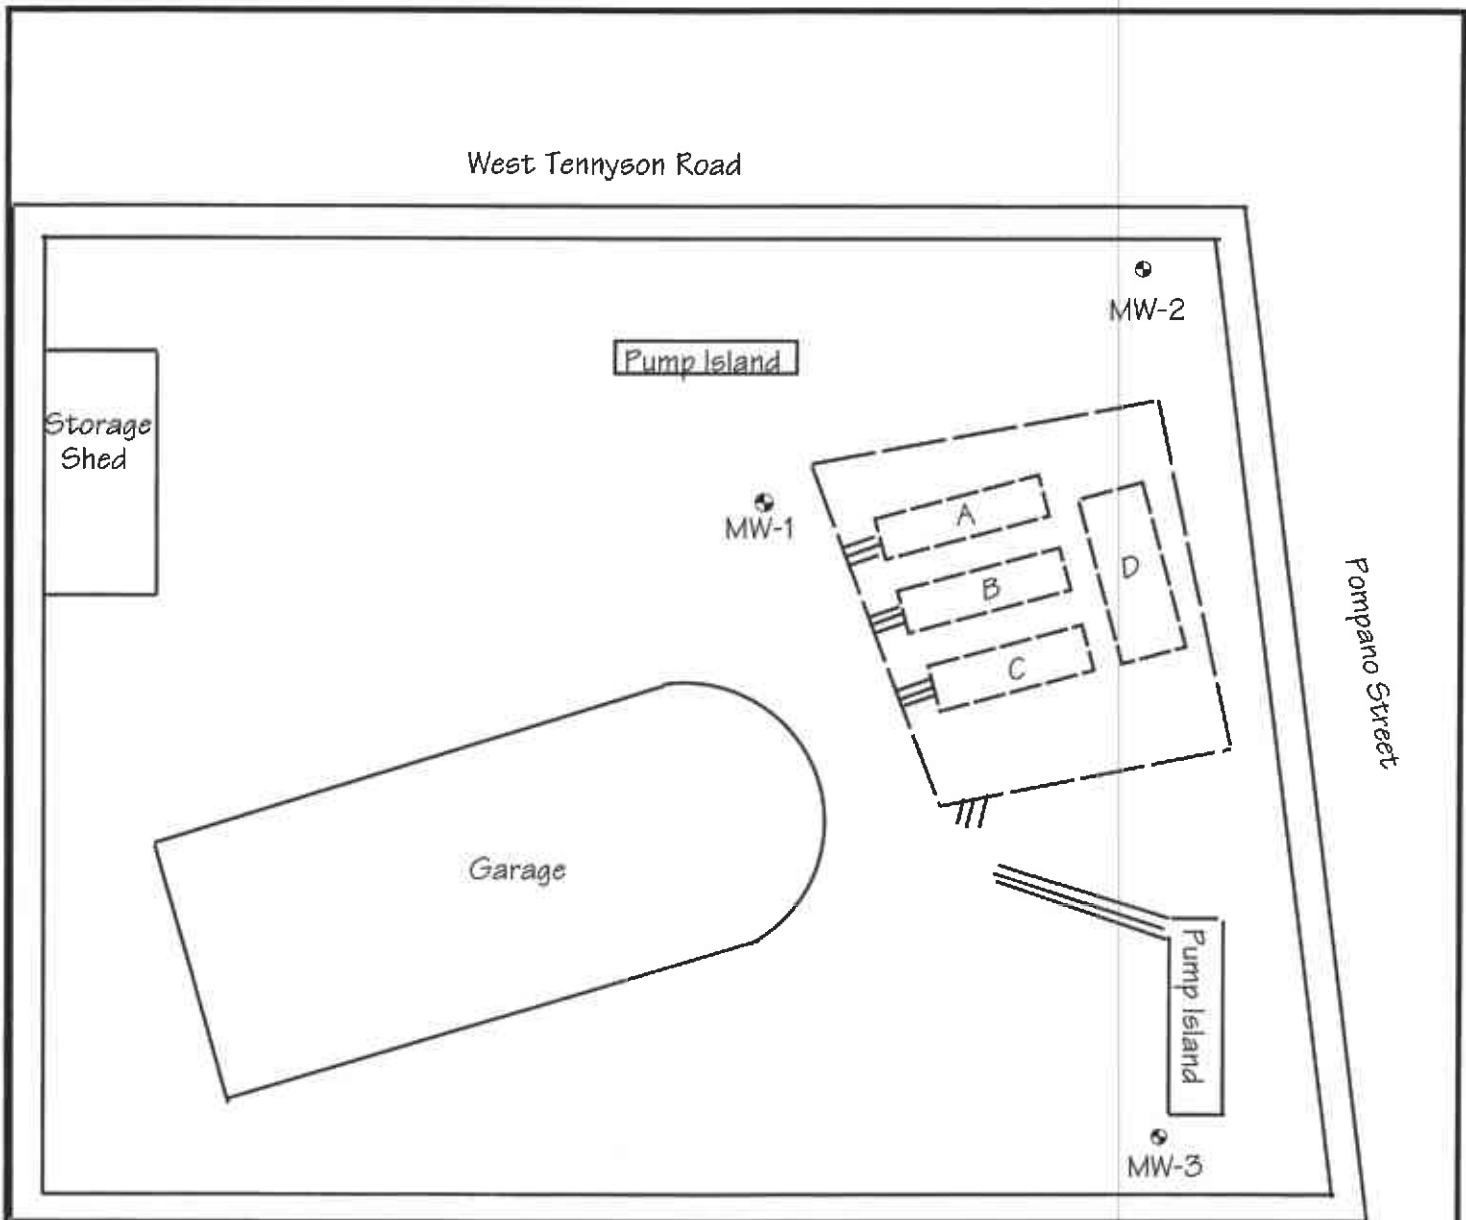 West Tennyson Road
MW-2
Pump Island
Storage
Shed
MW-1
A
B
C
D
Pompano Street
Garage
Pump Island
MW-3